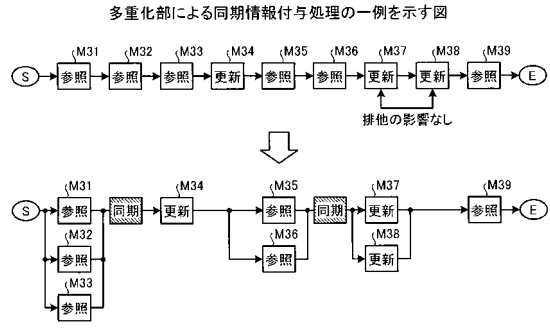 多重化部による同期情報付与処理の一例を示す図
M31 M32 M33 M34 M35 M36 M37 M38 M39
S 参照 参照 参照 更新 参照 参照 更新 更新 参照 E
排他の影響なし
M31 M34 M35 M37 M39
S 参照 同期 更新 参照 同期 更新 参照 E
M32 M36 M38
参照 参照 更新
M33
参照